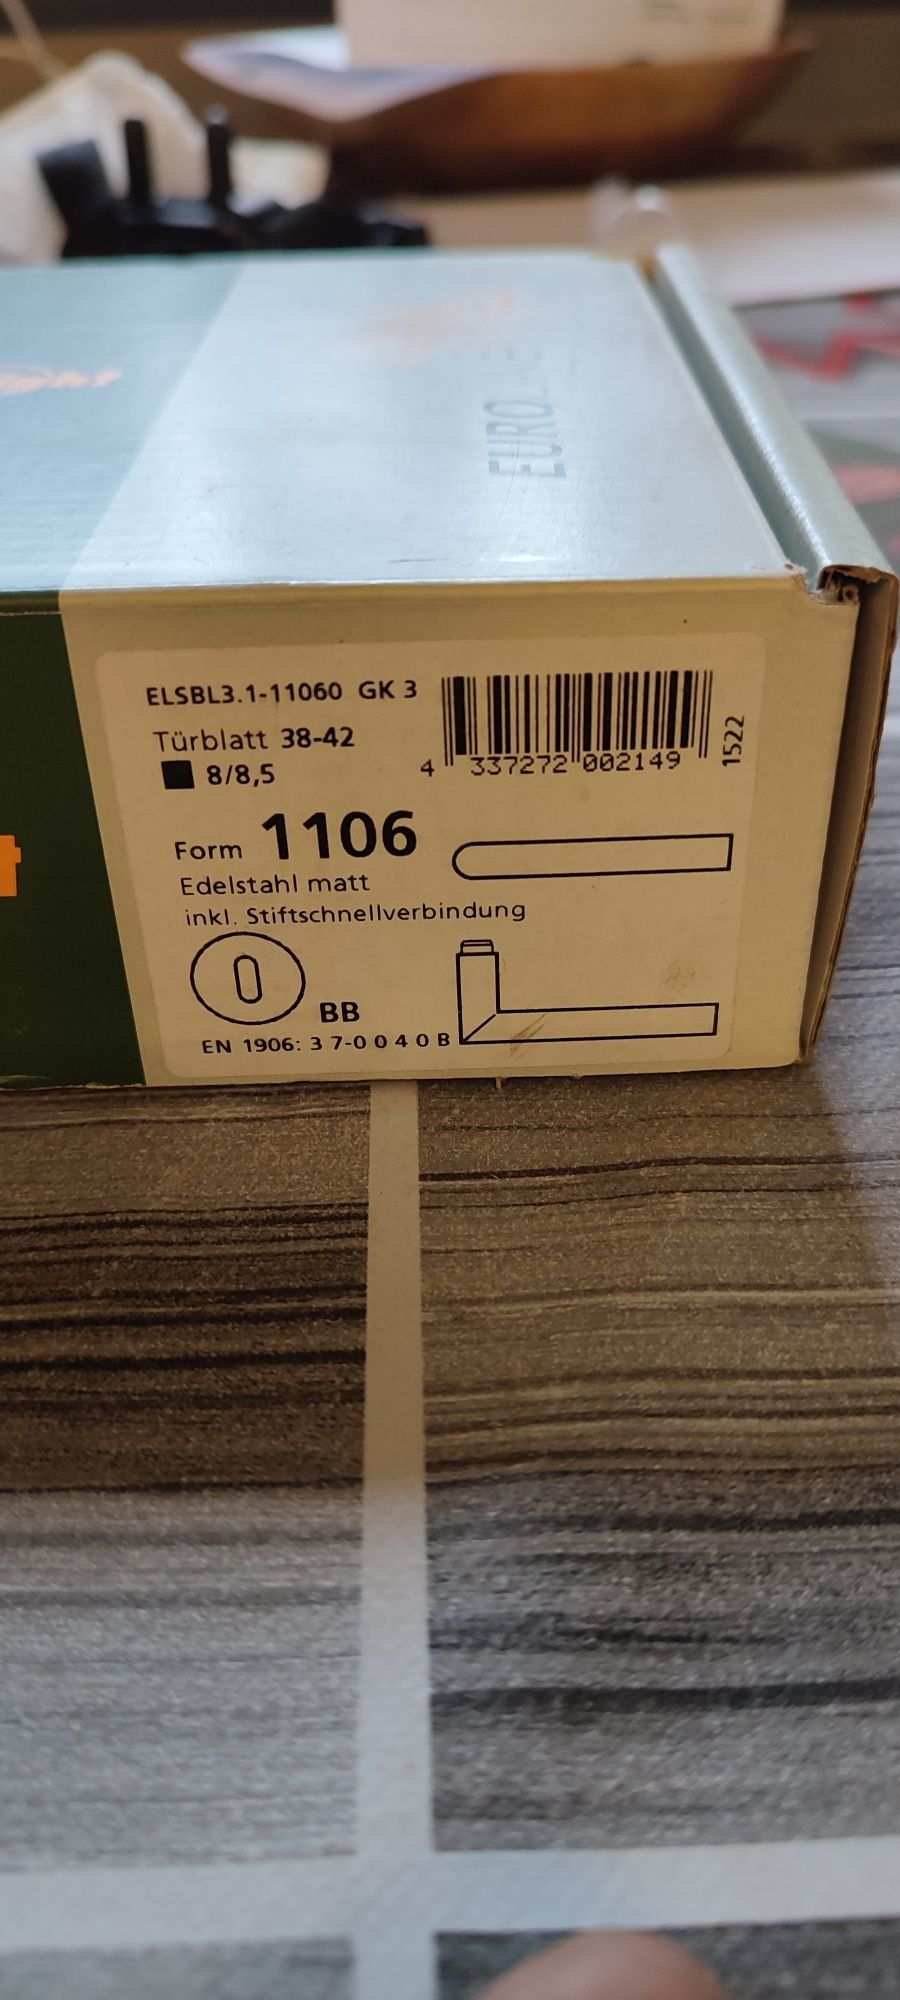 EURO
ELSBL3.1-11060 GK 3
Türblatt 38-42
8/8,5
4 337272 002149
1522
Form 1106
Edelstahl matt
inkl. Stiftschnellverbindung
BB
EN 1906: 3 7-0 0 4 0 B